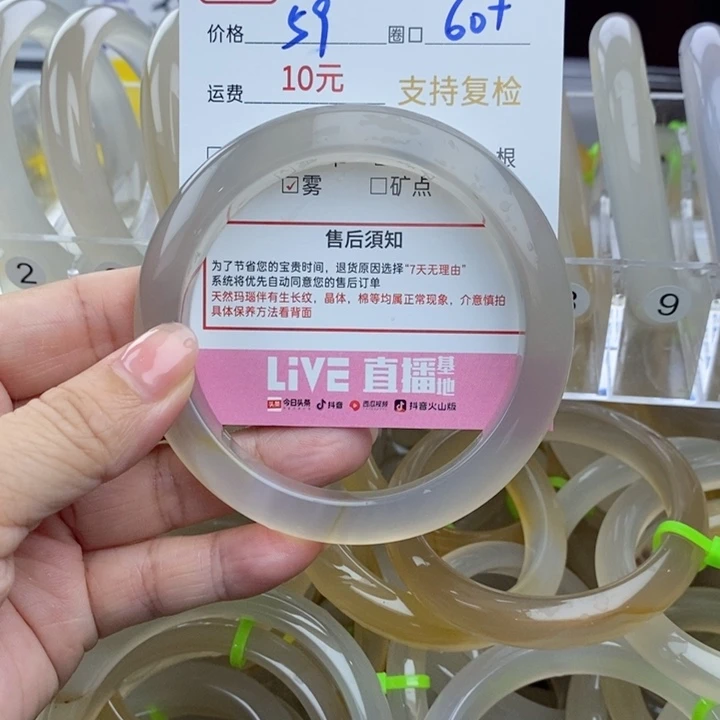 价格 59 圈口 60+
运费 10元 支持复检
根
☑雾 □矿点
售后須知
为了节省您的宝贵时间，退货原因选择"7天无理由"
系统将优先自动同意您的售后订单
天然玛瑙伴有生长纹，晶体，棉等均属正常现象，介意慎拍
具体保养方法看背面
LiVE 直播基地
头条 今日头条 抖音 西瓜视频 抖音火山版
2 8 9